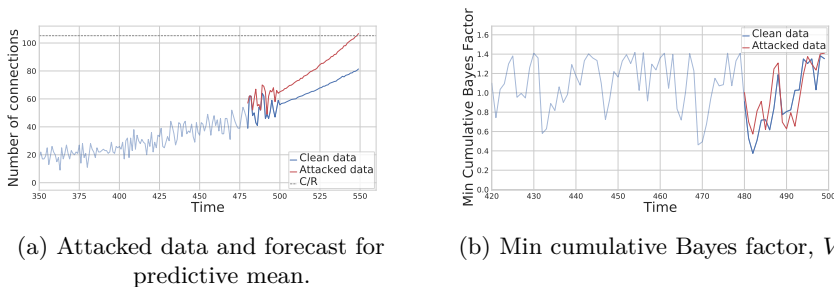 Number of connections
100
80
60
40
20
0
350
375
400
425
450
475
500
525
550
Time
Clean data
Attacked data
C/R
(a) Attacked data and forecast for
predictive mean.
Min Cumulative Bayes Factor
1.6
1.4
1.2
1.0
0.8
0.6
0.4
0.2
0.0
420
430
440
450
460
470
480
490
500
Time
Clean data
Attacked data
(b) Min cumulative Bayes factor, V